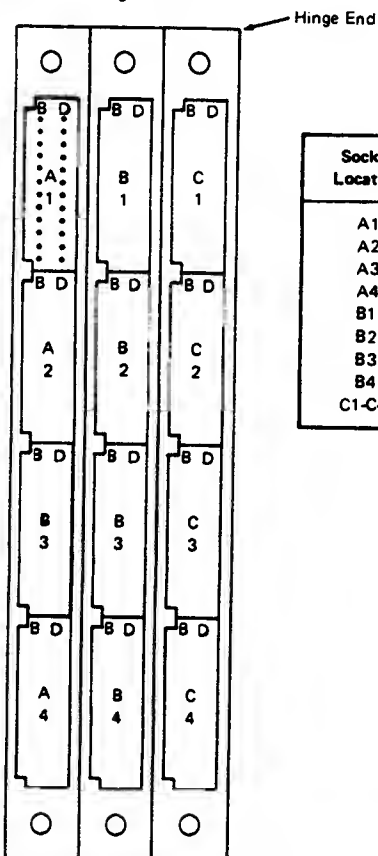 Hinge End
B D B D B D
A
1
B
1
C
1
B D B D B D
A
2
B
2
C
2
B D B D B D
B
3
B
3
C
3
B D B D B D
A
4
B
4
C
4
Sock
Locat
A1
A2
A3
A4
B1
B2
B3
B4
C1-C